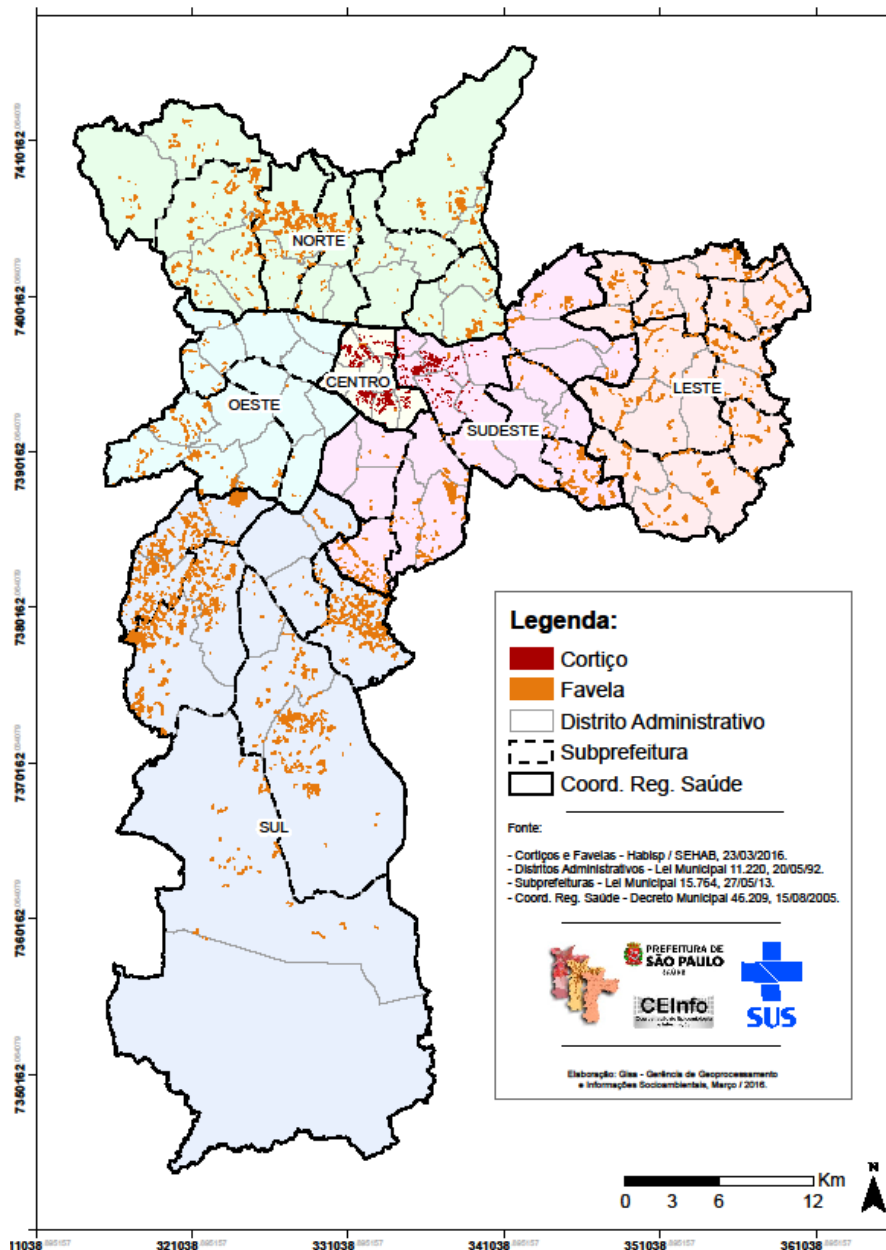 7410162
7400162
7390162
7380162
7370162
7360162
7350162
NORTE
CENTRO
OESTE
SUDESTE
LESTE
SUL
Legenda:
Cortiço
Favela
Distrito Administrativo
Subprefeitura
Coord. Reg. Saúde
Fonte:
- Cortiços e Favelas - Habisp / SEHAB, 23/03/2016.
- Distritos Administrativos - Lei Municipal 11.220, 20/05/92.
- Subprefeituras - Lei Municipal 15.764, 27/05/13.
- Coord. Reg. Saúde - Decreto Municipal 46.209, 15/08/2005.
PREFEITURA DE
SÃO PAULO
SAÚDE
CEInfo
SUS
Elaboração: Gisa - Gerência de Geoprocessamento
e Informações Socioambientais, Março / 2016.
Km
0 3 6 12
N
11038 321038 331038 341038 351038 361038